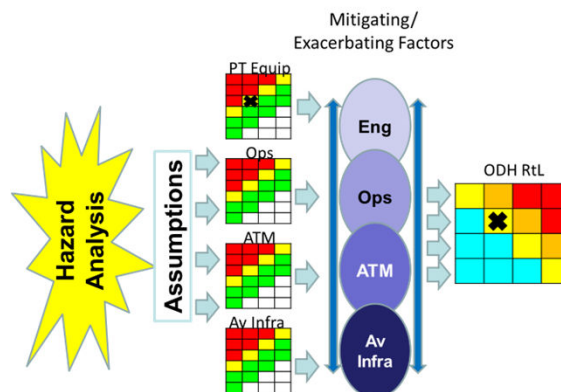 Mitigating/
Exacerbating Factors
Hazard
Analysis
Assumptions
PT Equip
Ops
ATM
Av Infra
Eng
Ops
ATM
Av
Infra
ODH RtL